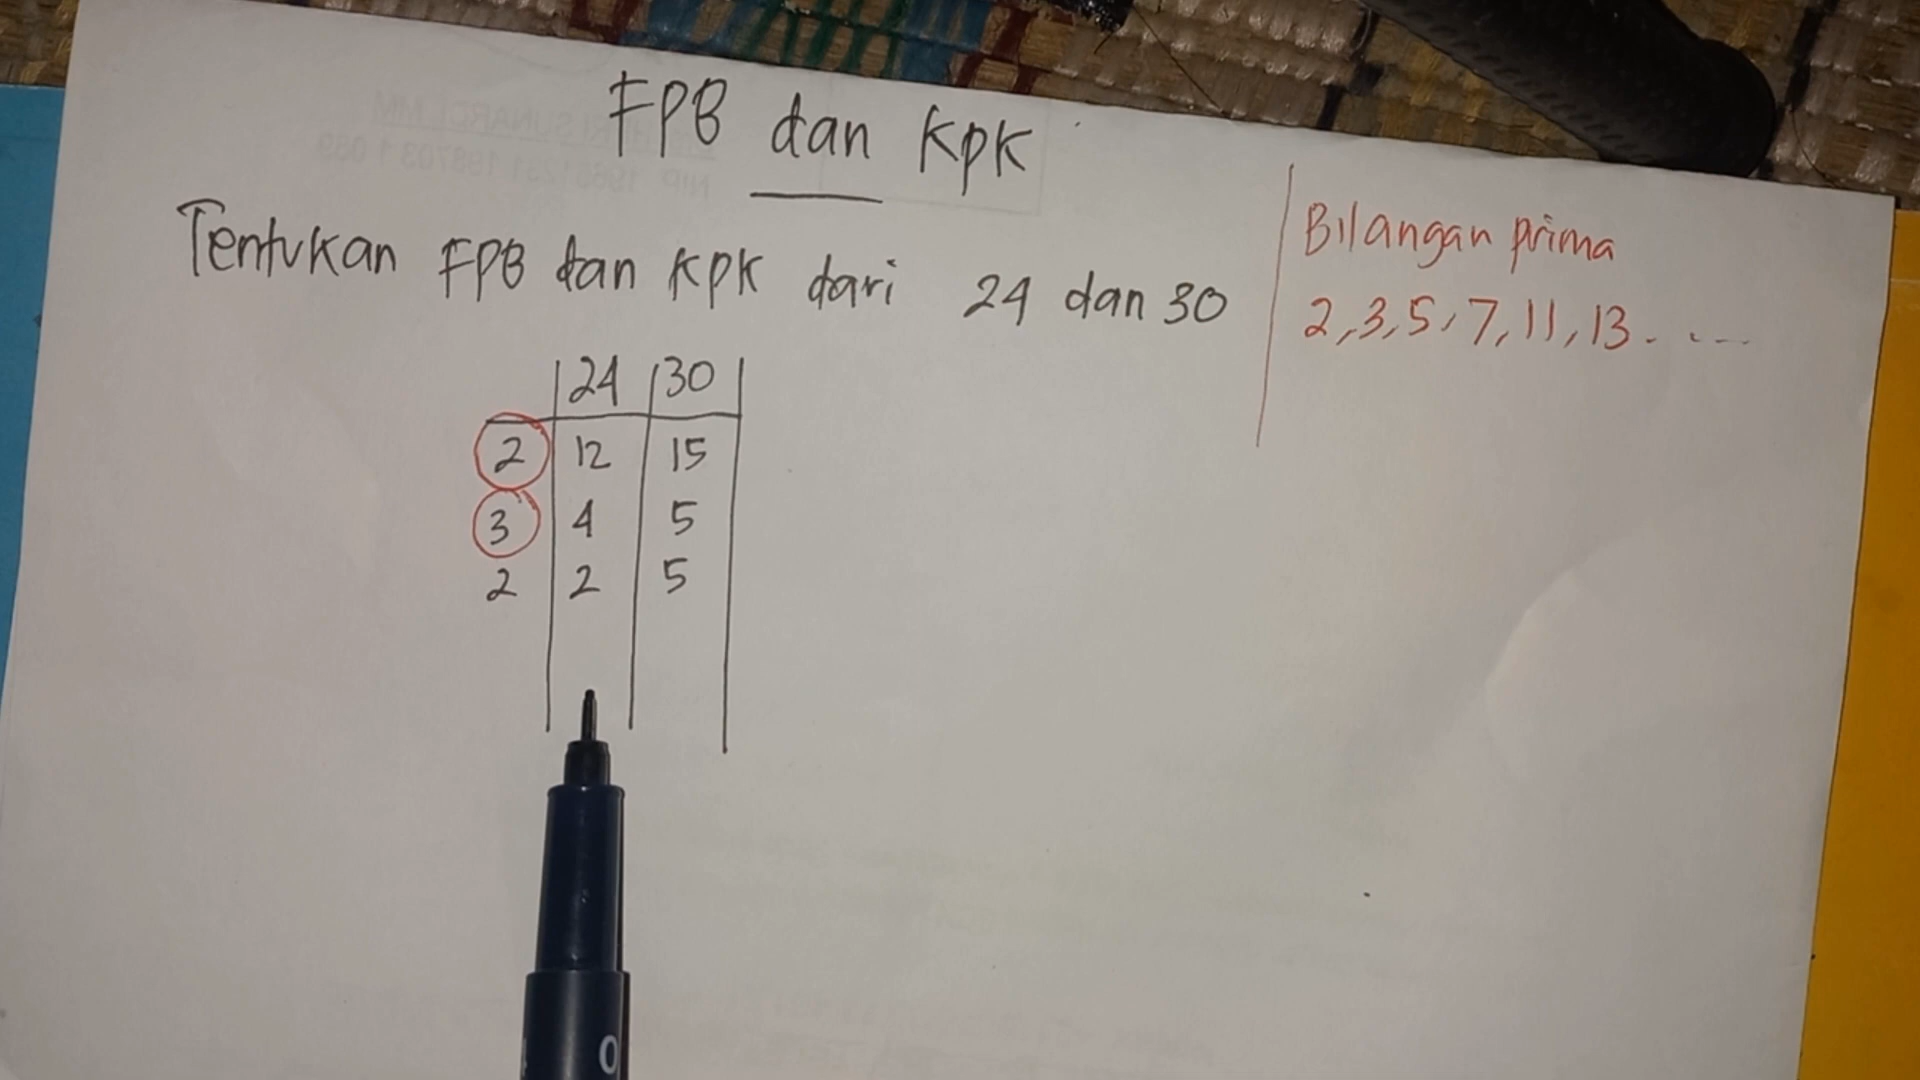 FPB dan KPK
Tentukan FPB dan KPK dari 24 dan 30
Bilangan prima
2, 3, 5, 7, 11, 13. ....
24 30
2 12 15
3 4 5
2 2 5
0